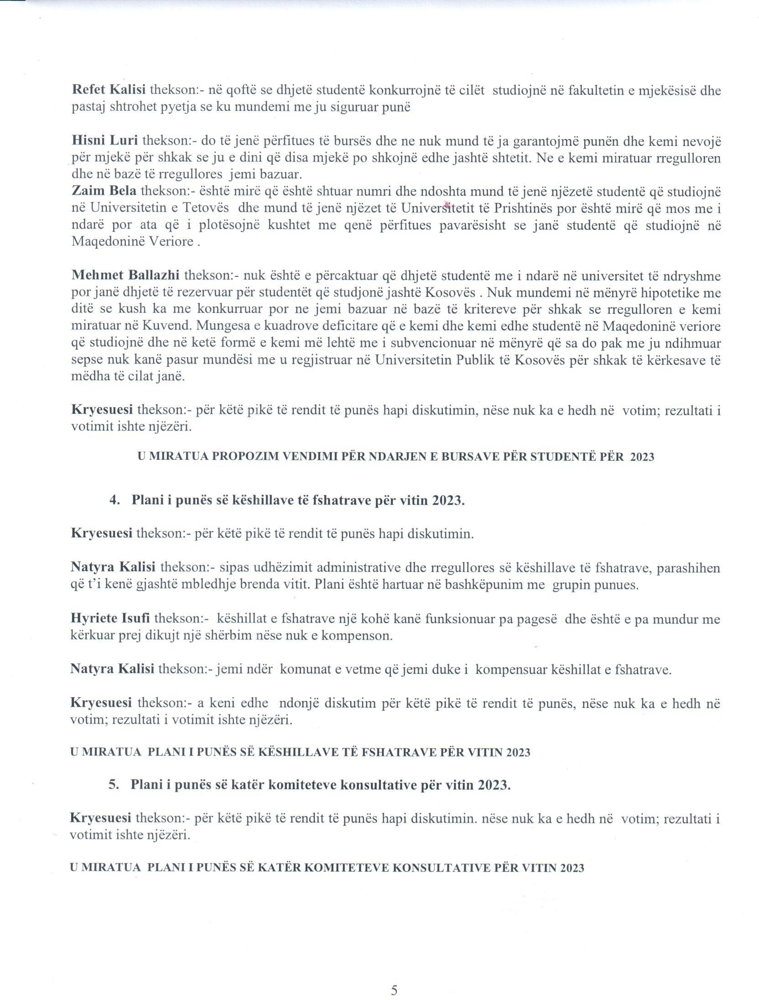 Refet Kalisi thekson:- në qoftë se dhjetë studentë konkurrojnë të cilët studiojnë në fakultetin e mjekësisë dhe
pastaj shtrohet pyetja se ku mundemi me ju siguruar punë
Hisni Luri thekson:- do të jenë përfitues të bursës dhe ne nuk mund të ja garantojmë punën dhe kemi nevojë
për mjekë për shkak se ju e dini që disa mjekë po shkojnë edhe jashtë shtetit. Ne e kemi miratuar rregulloren
dhe në bazë të rregullores jemi bazuar.
Zaim Bela thekson:- është mirë që është shtuar numri dhe ndoshta mund të jenë njëzetë studentë që studiojnë
në Universitetin e Tetovës dhe mund të jenë njëzet të Universitetit të Prishtinës por është mirë që mos me i
ndarë por ata që i plotësojnë kushtet me qenë përfitues pavarësisht se janë studentë që studiojnë në
Maqedoninë Veriore .
Mehmet Ballazhi thekson:- nuk është e përcaktuar që dhjetë studentë me i ndarë në universitet të ndryshme
por janë dhjetë të rezervuar për studentët që studjonë jashtë Kosovës . Nuk mundemi në mënyrë hipotetike me
ditë se kush ka me konkurruar por ne jemi bazuar në bazë të kritereve për shkak se rregulloren e kemi
miratuar në Kuvend. Mungesa e kuadrove deficitare që e kemi dhe kemi edhe studentë në Maqedoninë veriore
që studiojnë dhe në ketë formë e kemi më lehtë me i subvencionuar në mënyrë që sa do pak me ju ndihmuar
sepse nuk kanë pasur mundësi me u regjistruar në Universitetin Publik të Kosovës për shkak të kërkesave të
mëdha të cilat janë.
Kryesuesi thekson:- për këtë pikë të rendit të punës hapi diskutimin, nëse nuk ka e hedh në votim; rezultati i
votimit ishte njëzëri.
U MIRATUA PROPOZIM VENDIMI PËR NDARJEN E BURSAVE PËR STUDENTË PËR 2023
4. Plani i punës së këshillave të fshatrave për vitin 2023.
Kryesuesi thekson:- për këtë pikë të rendit të punës hapi diskutimin.
Natyra Kalisi thekson:- sipas udhëzimit administrative dhe rregullores së këshillave të fshatrave, parashihen
që t’i kenë gjashtë mbledhje brenda vitit. Plani është hartuar në bashkëpunim me grupin punues.
Hyriete Isufi thekson:- këshillat e fshatrave një kohë kanë funksionuar pa pagesë dhe është e pa mundur me
kërkuar prej dikujt një shërbim nëse nuk e kompenson.
Natyra Kalisi thekson:- jemi ndër komunat e vetme që jemi duke i kompensuar këshillat e fshatrave.
Kryesuesi thekson:- a keni edhe ndonjë diskutim për këtë pikë të rendit të punës, nëse nuk ka e hedh në
votim; rezultati i votimit ishte njëzëri.
U MIRATUA PLANI I PUNËS SË KËSHILLAVE TË FSHATRAVE PËR VITIN 2023
5. Plani i punës së katër komiteteve konsultative për vitin 2023.
Kryesuesi thekson:- për këtë pikë të rendit të punës hapi diskutimin. nëse nuk ka e hedh në votim; rezultati i
votimit ishte njëzëri.
U MIRATUA PLANI I PUNËS SË KATËR KOMITETEVE KONSULTATIVE PËR VITIN 2023
5